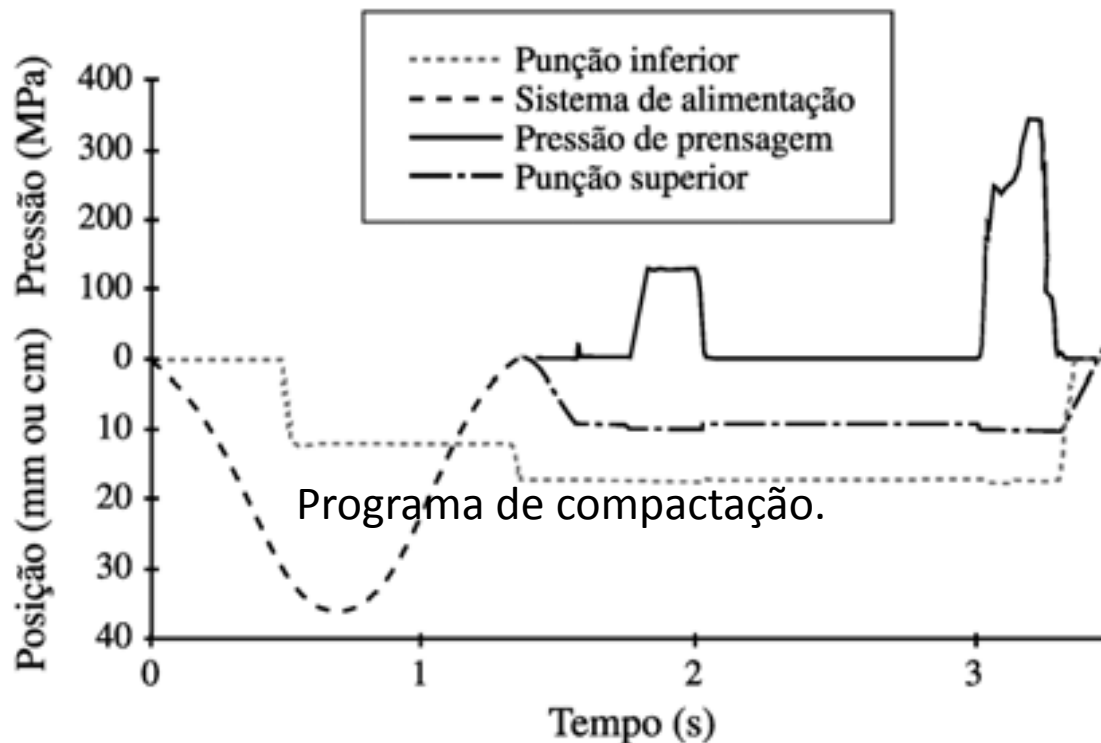 Punção inferior
Sistema de alimentação
Pressão de prensagem
Punção superior
Pressão (MPa)
400
300
200
100
0
Posição (mm ou cm)
10
20
30
40
Programa de compactação.
0
1
2
3
Tempo (s)